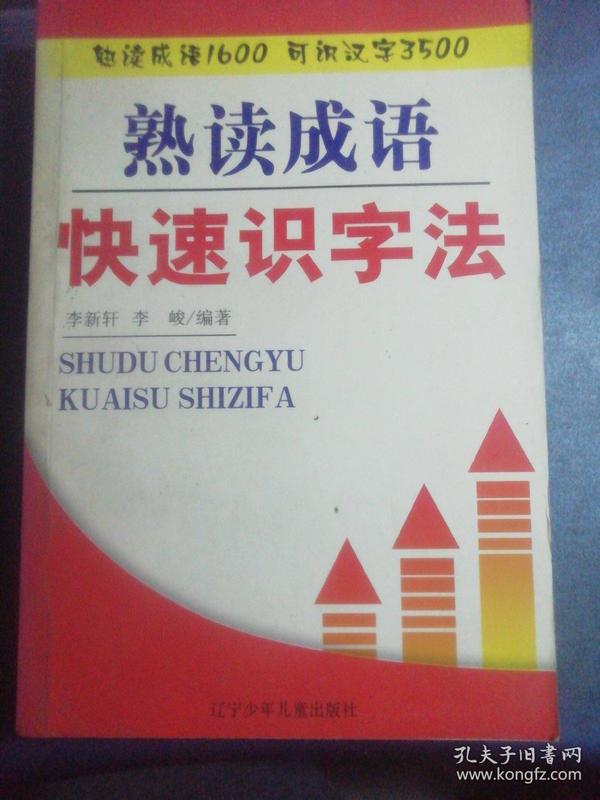 熟读成语1600 可识汉字3500
熟读成语
快速识字法
李新轩 李 峻/编著
SHUDU CHENGYU
KUAISU SHIZIFA
辽宁少年儿童出版社
孔夫子旧书网
www.kongfz.com